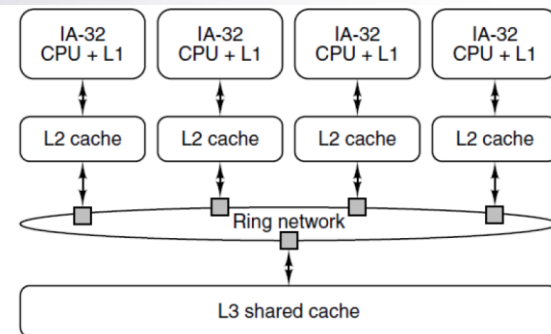 IA-32
CPU + L1
IA-32
CPU + L1
IA-32
CPU + L1
IA-32
CPU + L1
L2 cache
L2 cache
L2 cache
L2 cache
Ring network
L3 shared cache